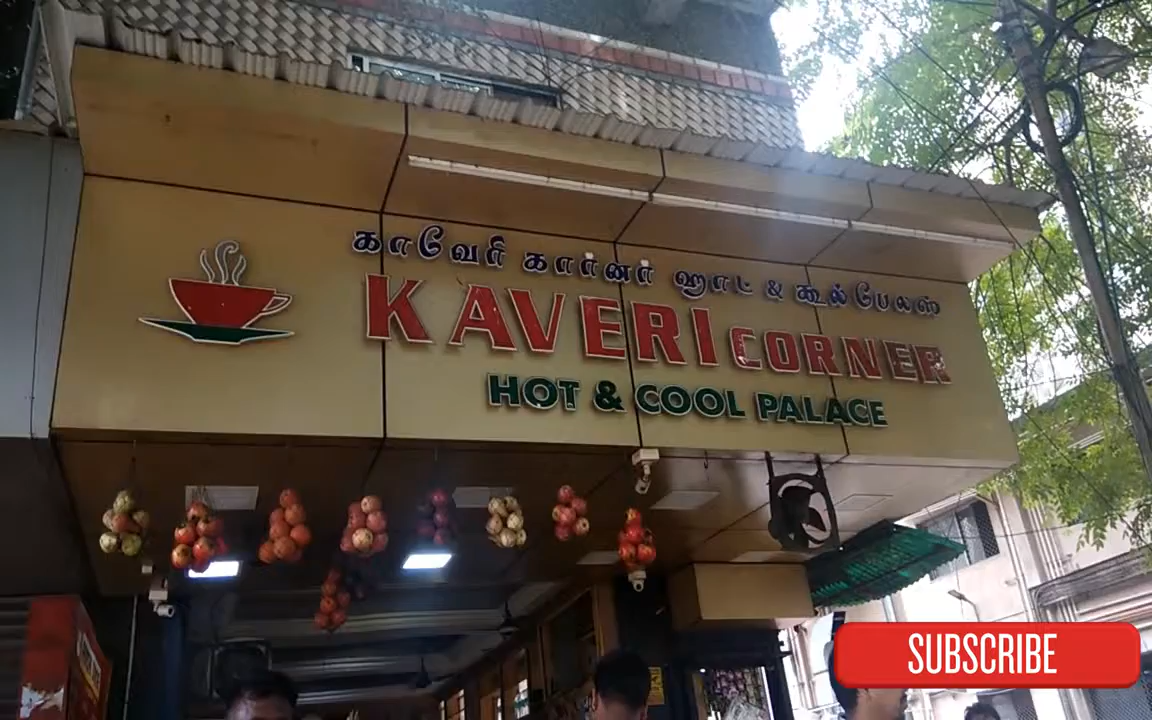 காவேரி கார்னர் ஹாட் & கூல் பேலஸ்
KAVERI CORNER
HOT & COOL PALACE
SUBSCRIBE